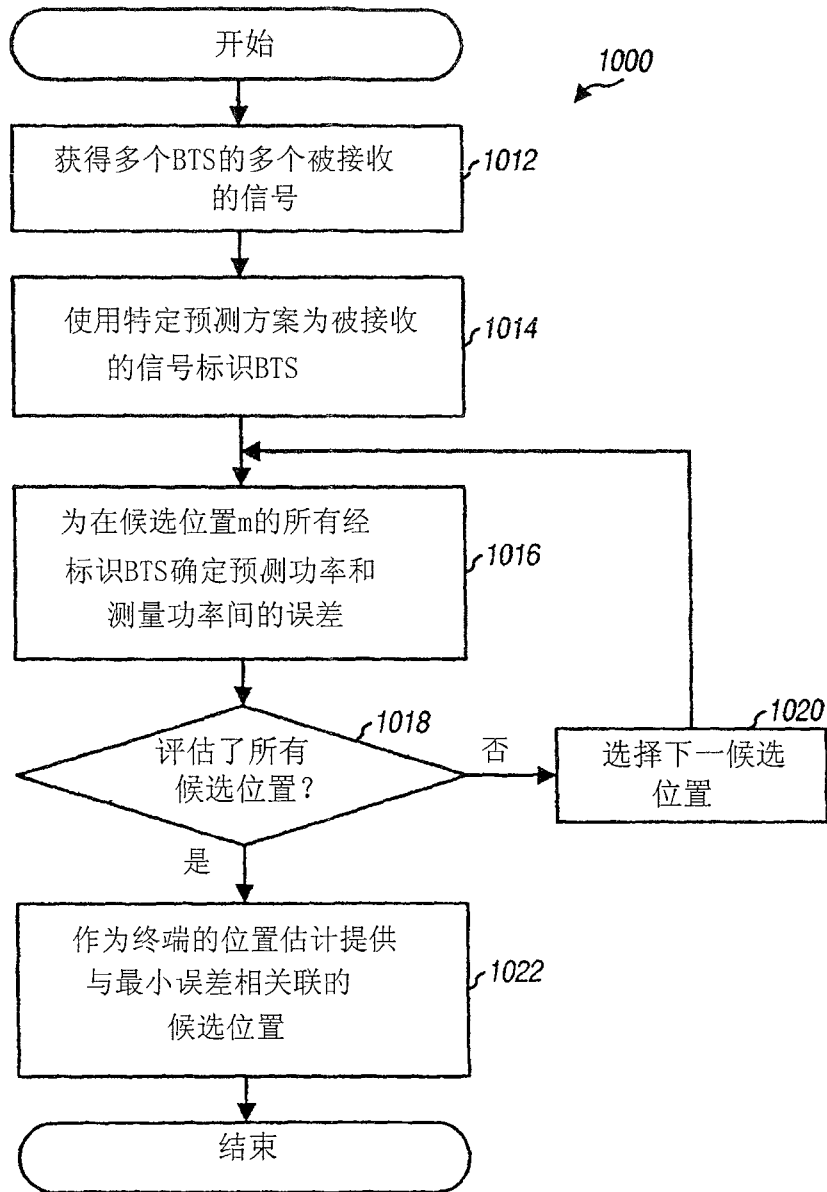 开始
1000
获得多个BTS的多个被接收
的信号
1012
使用特定预测方案为被接收
的信号标识BTS
1014
为在候选位置m的所有经
标识BTS确定预测功率和
测量功率间的误差
1016
评估了所有
候选位置?
1018
否
选择下一候选
位置
1020
是
作为终端的位置估计提供
与最小误差相关联的
候选位置
1022
结束